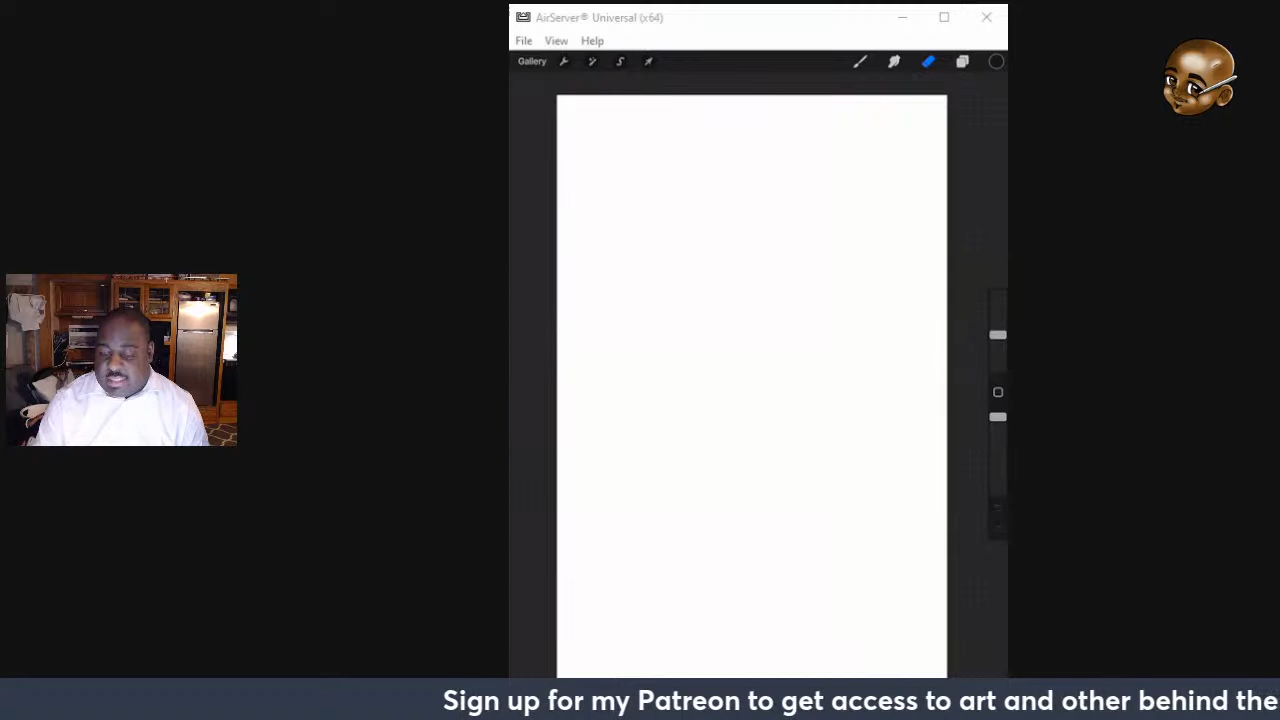 AirServer® Universal (x64)
File View Help
Gallery
Sign up for my Patreon to get access to art and other behind the